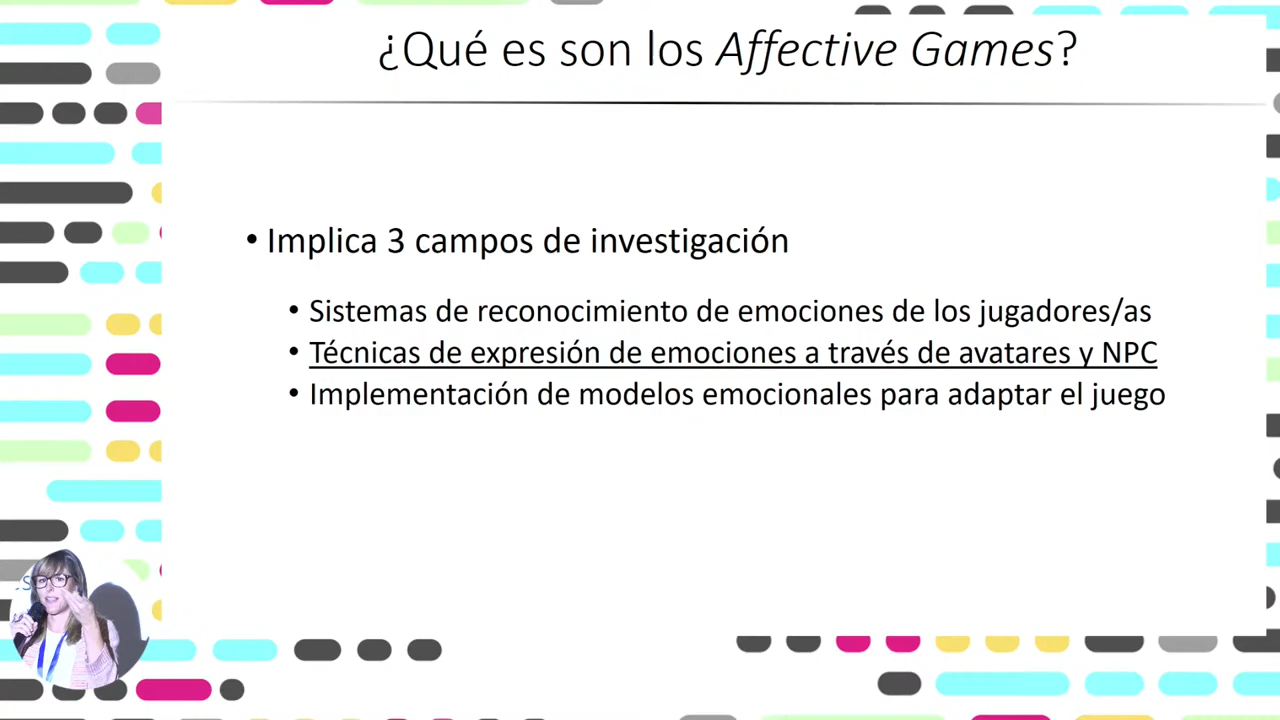 ¿Qué es son los Affective Games?
• Implica 3 campos de investigación
• Sistemas de reconocimiento de emociones de los jugadores/as
• Técnicas de expresión de emociones a través de avatares y NPC
• Implementación de modelos emocionales para adaptar el juego